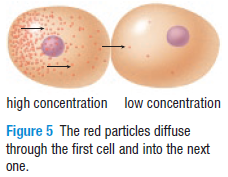 high concentration low concentration
Figure 5 The red particles diffuse
through the first cell and into the next
one.